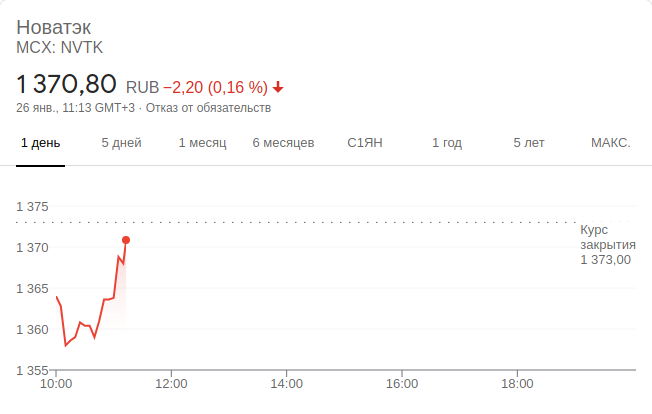 Новатэк
MCX: NVTK
1 370,80 RUB −2,20 (0,16 %)
26 янв., 11:13 GMT+3 · Отказ от обязательств
1 день 5 дней 1 месяц 6 месяцев С1ЯН 1 год 5 лет МАКС.
1 375
Курс
закрытия
1 373,00
1 370
1 365
1 360
1 355
10:00 12:00 14:00 16:00 18:00